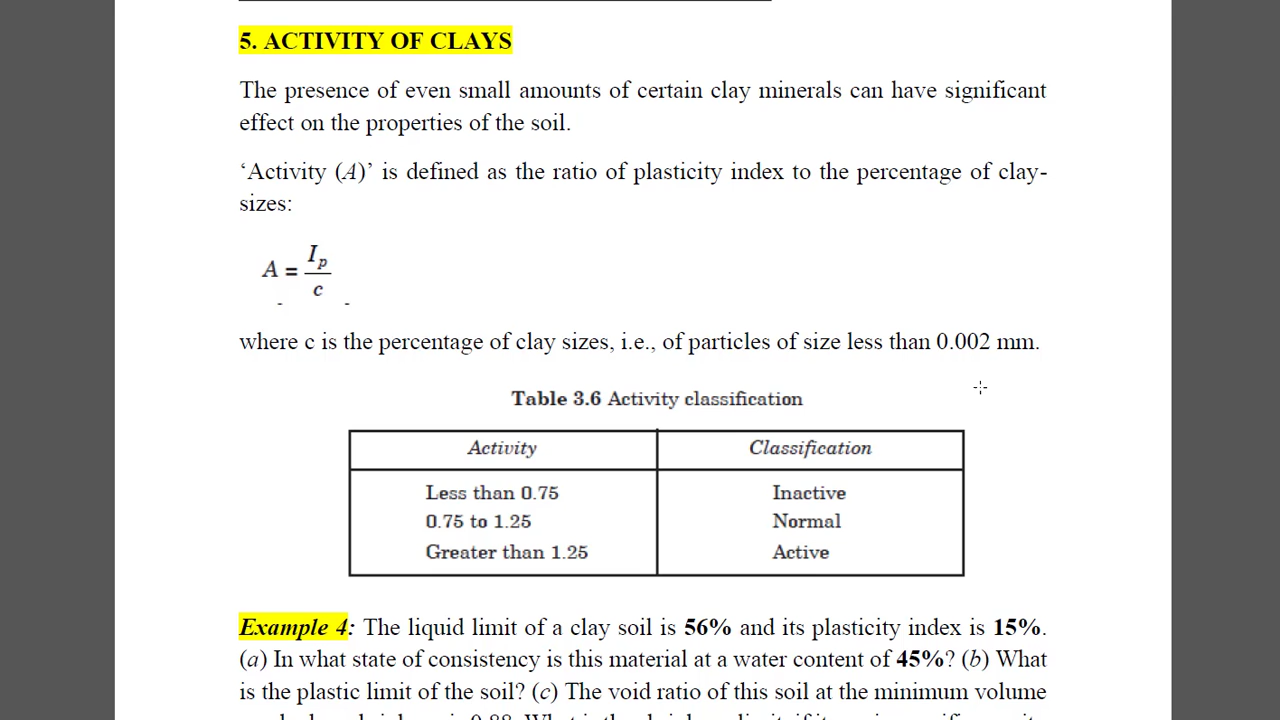 5. ACTIVITY OF CLAYS
The presence of even small amounts of certain clay minerals can have significant
effect on the properties of the soil.
‘Activity (A)’ is defined as the ratio of plasticity index to the percentage of clay-
sizes:
A = Ip / c
where c is the percentage of clay sizes, i.e., of particles of size less than 0.002 mm.
Table 3.6 Activity classification
Activity Classification
Less than 0.75 Inactive
0.75 to 1.25 Normal
Greater than 1.25 Active
Example 4: The liquid limit of a clay soil is 56% and its plasticity index is 15%.
(a) In what state of consistency is this material at a water content of 45%? (b) What
is the plastic limit of the soil? (c) The void ratio of this soil at the minimum volume